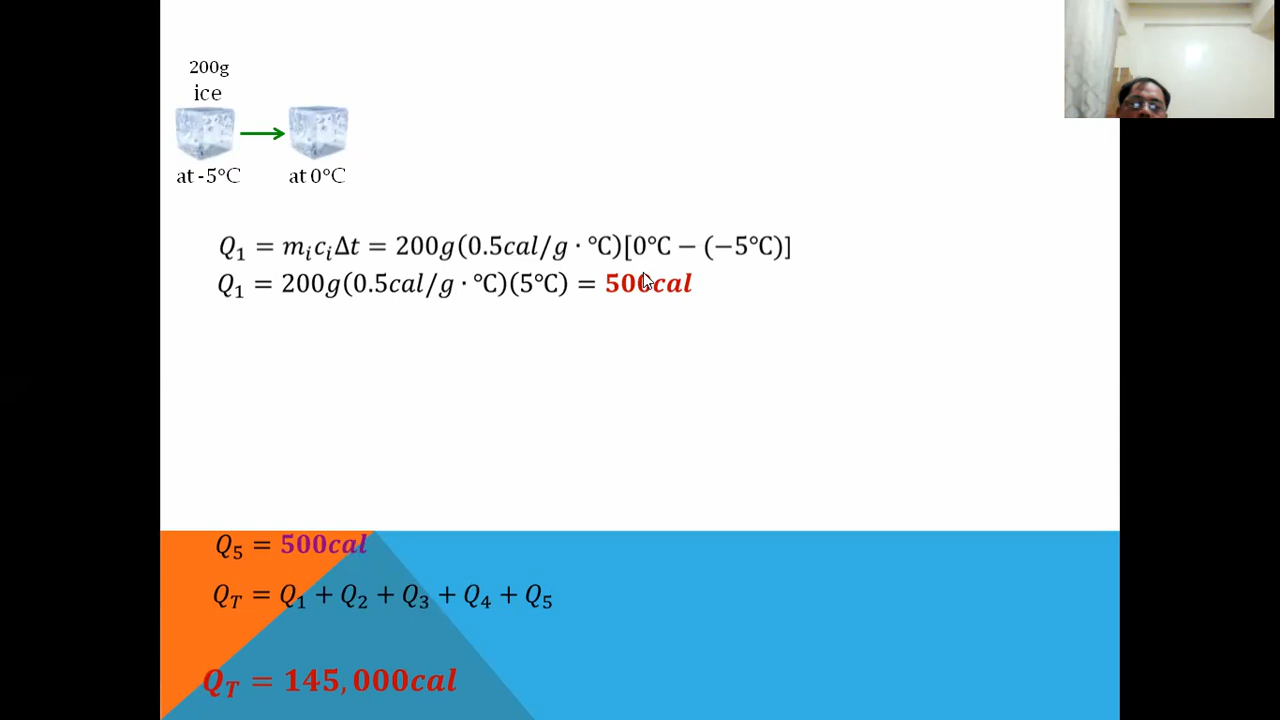 200g
ice
at -5°C
at 0°C
Q₁ = mᵢcᵢΔt = 200g(0.5cal/g · ℃)[0℃ − (−5℃)]
Q₁ = 200g(0.5cal/g · ℃)(5℃) = 500cal
Q₅ = 500cal
Q_T = Q₁ + Q₂ + Q₃ + Q₄ + Q₅
Q_T = 145,000cal